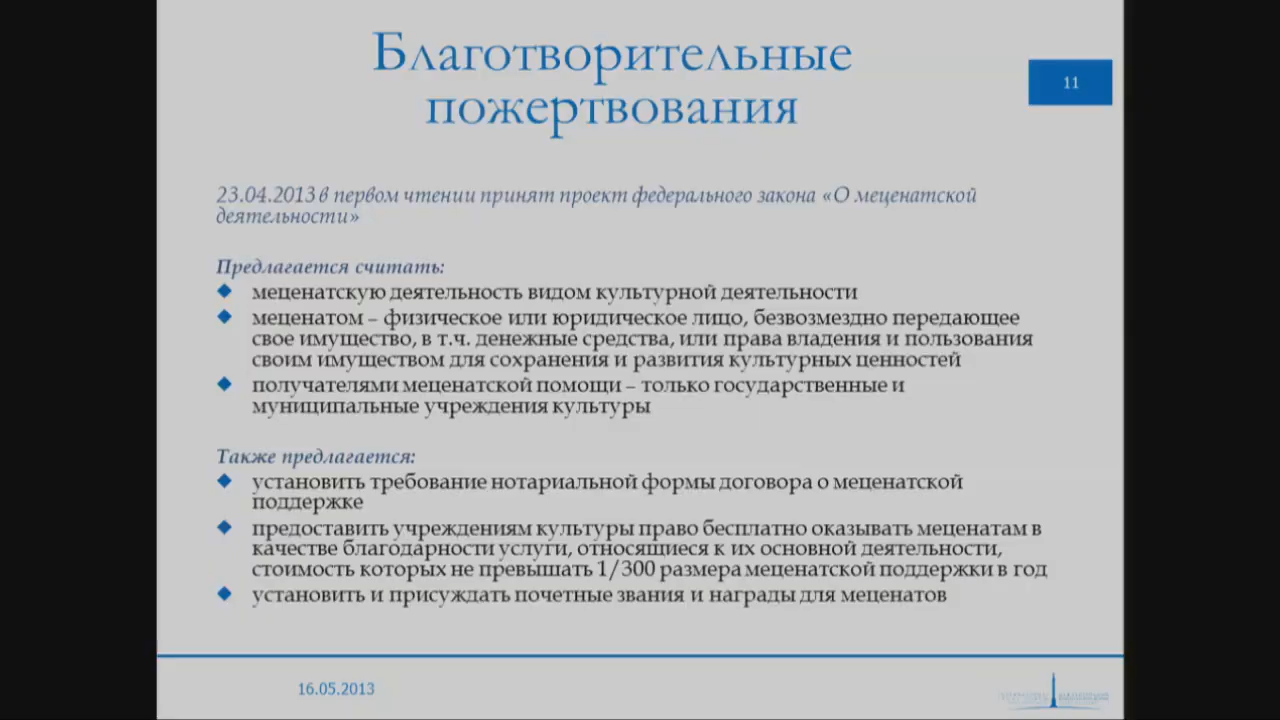 Благотворительные
пожертвования
11
23.04.2013 в первом чтении принят проект федерального закона «О меценатской
деятельности»
Предлагается считать:
меценатскую деятельность видом культурной деятельности
меценатом – физическое или юридическое лицо, безвозмездно передающее
свое имущество, в т.ч. денежные средства, или права владения и пользования
своим имуществом для сохранения и развития культурных ценностей
получателями меценатской помощи – только государственные и
муниципальные учреждения культуры
Также предлагается:
установить требование нотариальной формы договора о меценатской
поддержке
предоставить учреждениям культуры право бесплатно оказывать меценатам в
качестве благодарности услуги, относящиеся к их основной деятельности,
стоимость которых не превышать 1/300 размера меценатской поддержки в год
установить и присуждать почетные звания и награды для меценатов
16.05.2013